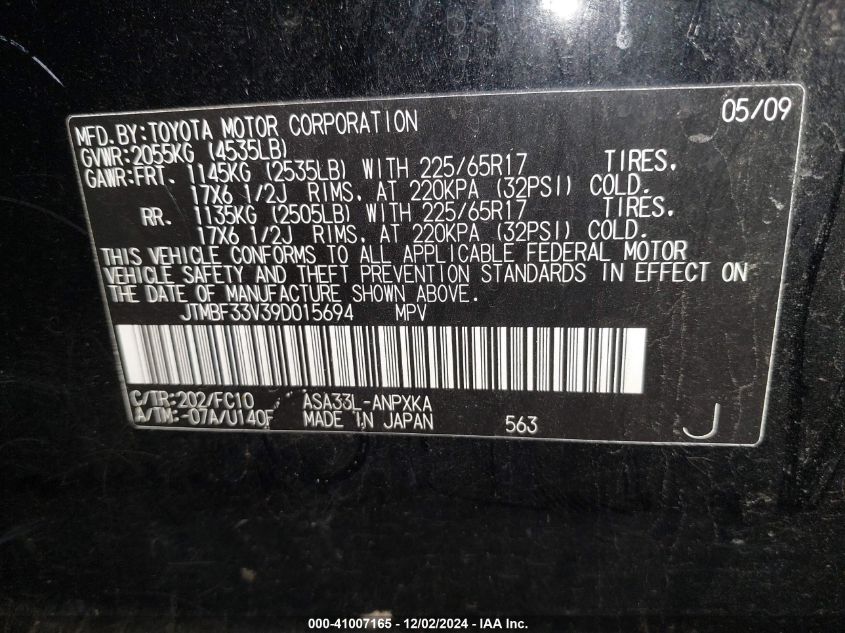 05/09
MFD.BY:TOYOTA MOTOR CORPORATION
GVWR:2055KG (4535LB)
GAWR:FRT. 1145KG (2535LB) WITH 225/65R17 TIRES,
17X6 1/2J RIMS, AT 220KPA (32PSI) COLD.
RR. 1135KG (2505LB) WITH 225/65R17 TIRES,
17X6 1/2J RIMS, AT 220KPA (32PSI) COLD.
THIS VEHICLE CONFORMS TO ALL APPLICABLE FEDERAL MOTOR
VEHICLE SAFETY AND THEFT PREVENTION STANDARDS IN EFFECT ON
THE DATE OF MANUFACTURE SHOWN ABOVE.
JTMBF33V39D015694 MPV
C/TR:202/FC10 ASA33L-ANPXKA
A/TM:-07A/U140F MADE IN JAPAN 563 J
000-41007165 - 12/02/2024 - IAA Inc.